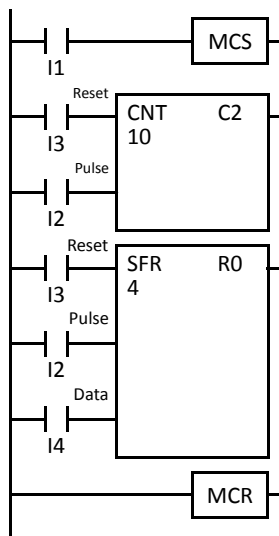 MCS
I1
Reset
CNT C2
I3
10
Pulse
I2
Reset
SFR R0
I3
4
Pulse
I2
Data
I4
MCR